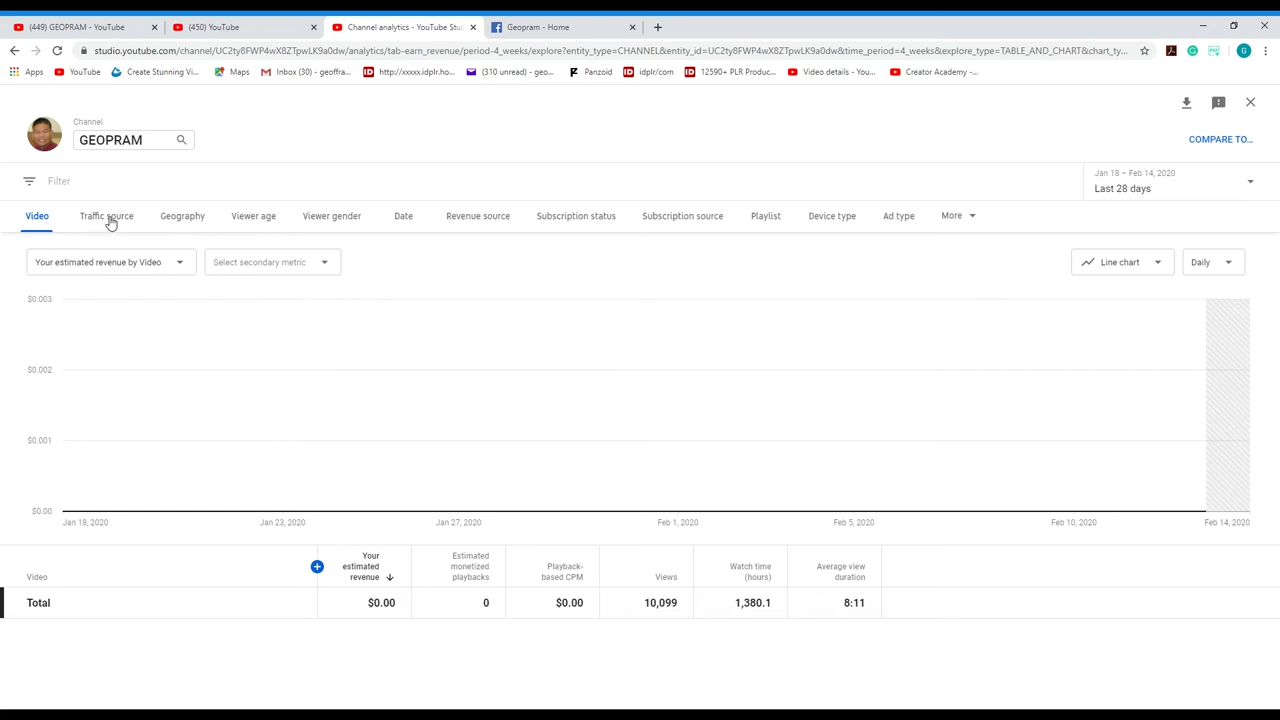 (449) GEOPRAM - YouTube
(450) YouTube
Channel analytics - YouTube Stu
Geopram - Home
studio.youtube.com/channel/UC2ty8FWP4wX8ZTpwLK9a0dw/analytics/tab-earn_revenue/period-4_weeks/explore?entity_type=CHANNEL&entity_id=UC2ty8FWP4wX8ZTpwLK9a0dw&time_period=4_weeks&explore_type=TABLE_AND_CHART&chart_ty...
G
Apps
YouTube
Create Stunning Vi...
Maps
Inbox (30) - geoffra...
http://xxxxx.idplr.ho...
(310 unread) - geo...
Panzoid
idplr/com
12590+ PLR Produc...
Video details - You...
Creator Academy -...
Channel
GEOPRAM
COMPARE TO...
Filter
Jan 18 – Feb 14, 2020
Last 28 days
Video
Traffic source
Geography
Viewer age
Viewer gender
Date
Revenue source
Subscription status
Subscription source
Playlist
Device type
Ad type
More
Your estimated revenue by Video
Select secondary metric
Line chart
Daily
$0.003
$0.002
$0.001
$0.00
Jan 18, 2020
Jan 23, 2020
Jan 27, 2020
Feb 1, 2020
Feb 5, 2020
Feb 10, 2020
Feb 14, 2020
Video
Your
estimated
revenue
Estimated
monetized
playbacks
Playback-
based CPM
Views
Watch time
(hours)
Average view
duration
Total
$0.00
0
$0.00
10,099
1,380.1
8:11